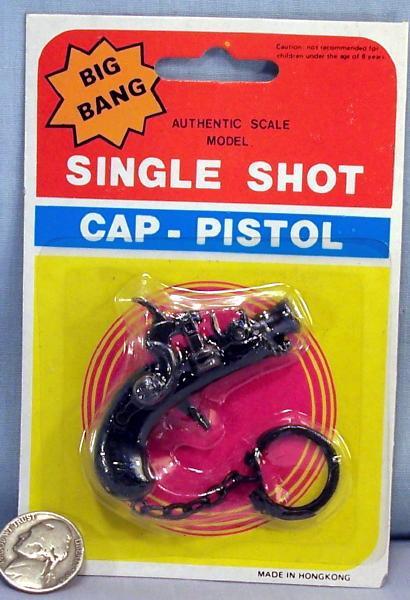 BIG
BANG
Caution: not recommended for
children under the age of 8 years.
AUTHENTIC SCALE
MODEL
SINGLE SHOT
CAP - PISTOL
MADE IN HONGKONG